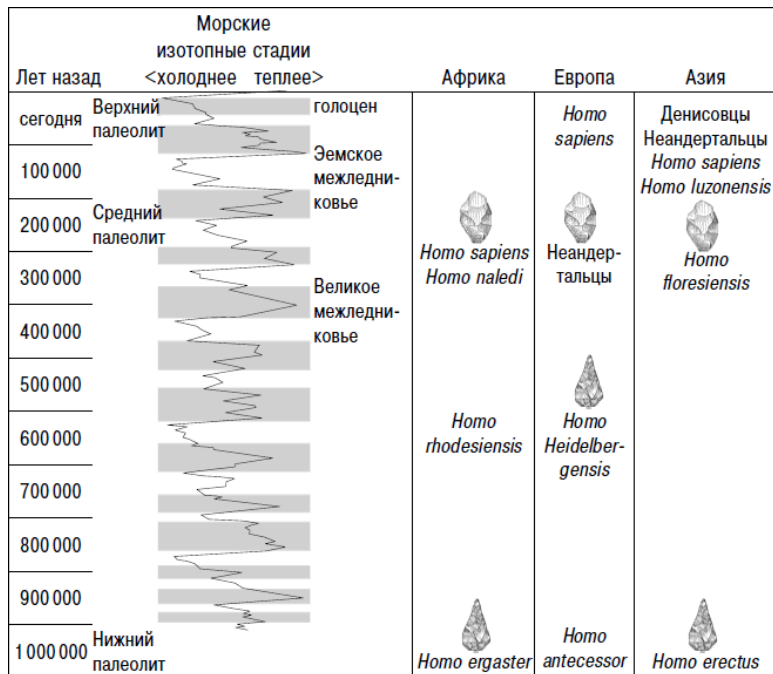 Морские
изотопные стадии
Лет назад <холоднее теплее> Африка Европа Азия
сегодня
100 000
200 000
300 000
400 000
500 000
600 000
700 000
800 000
900 000
1 000 000
Верхний
палеолит
Средний
палеолит
Нижний
палеолит
голоцен
Эемское
межледни-
ковье
Великое
межледни-
ковье
Homo sapiens
Homo naledi
Homo
rhodesiensis
Homo ergaster
Homo
sapiens
Неандер-
тальцы
Homo
Heidelber-
gensis
Homo
antecessor
Денисовцы
Неандертальцы
Homo sapiens
Homo luzonensis
Homo
floresiensis
Homo erectus